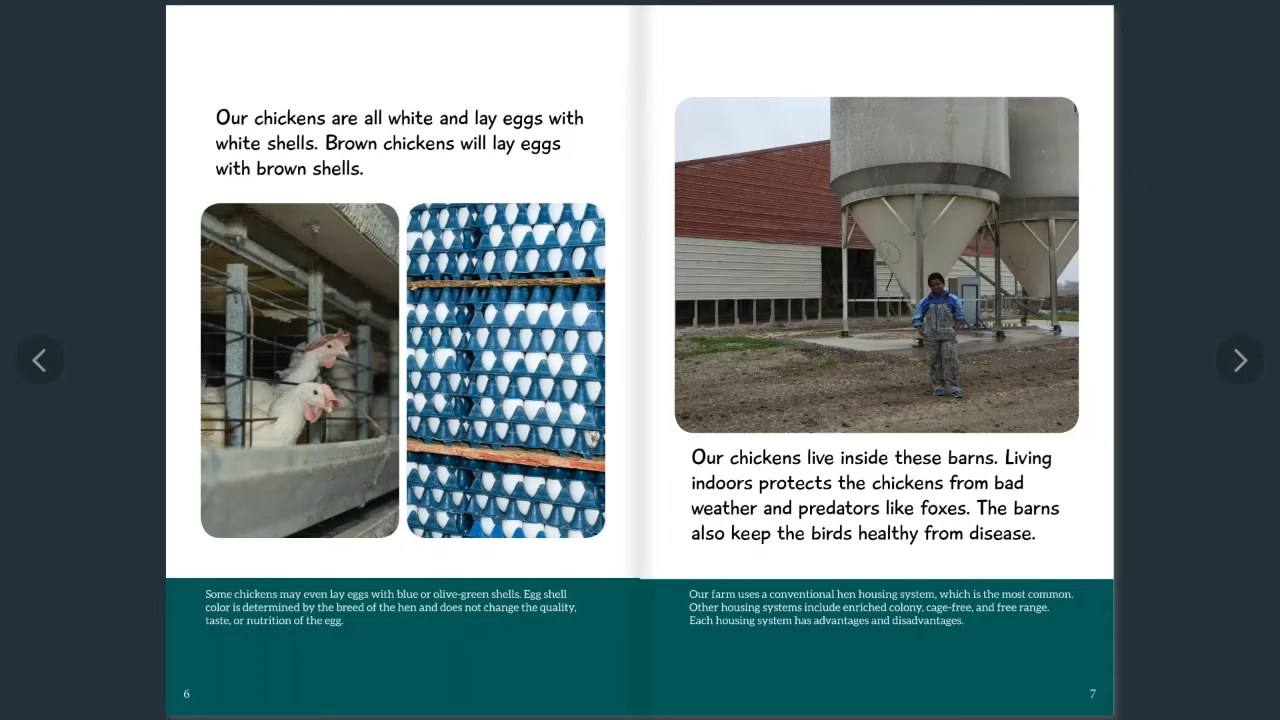 Our chickens are all white and lay eggs with
white shells. Brown chickens will lay eggs
with brown shells.
Some chickens may even lay eggs with blue or olive-green shells. Egg shell
color is determined by the breed of the hen and does not change the quality,
taste, or nutrition of the egg.
6
Our chickens live inside these barns. Living
indoors protects the chickens from bad
weather and predators like foxes. The barns
also keep the birds healthy from disease.
Our farm uses a conventional hen housing system, which is the most common.
Other housing systems include enriched colony, cage-free, and free range.
Each housing system has advantages and disadvantages.
7